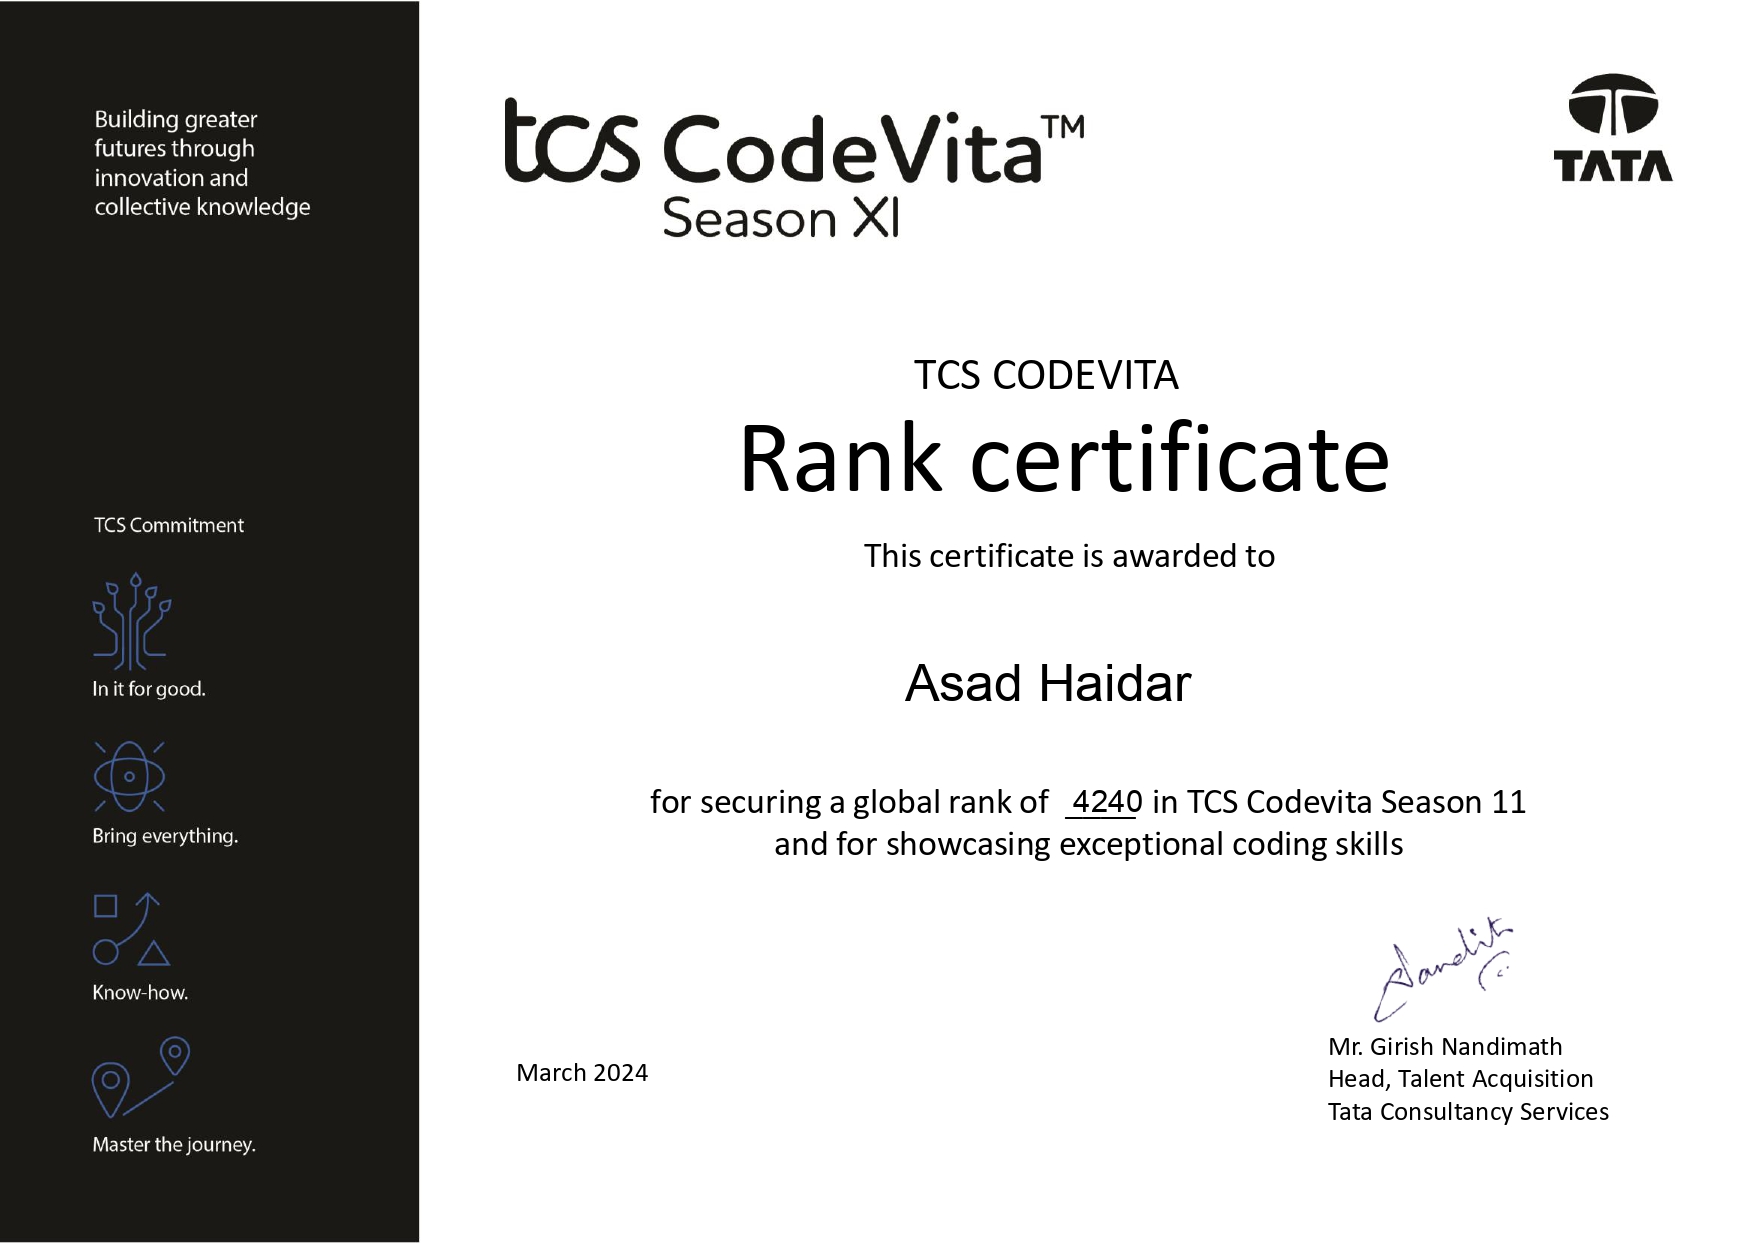 Building greater
futures through
innovation and
collective knowledge
TCS Commitment
In it for good.
Bring everything.
Know-how.
Master the journey.
tcs CodeVita™
Season XI
TATA
TCS CODEVITA
Rank certificate
This certificate is awarded to
Asad Haidar
for securing a global rank of 4240 in TCS Codevita Season 11
and for showcasing exceptional coding skills
March 2024
Mr. Girish Nandimath
Head, Talent Acquisition
Tata Consultancy Services